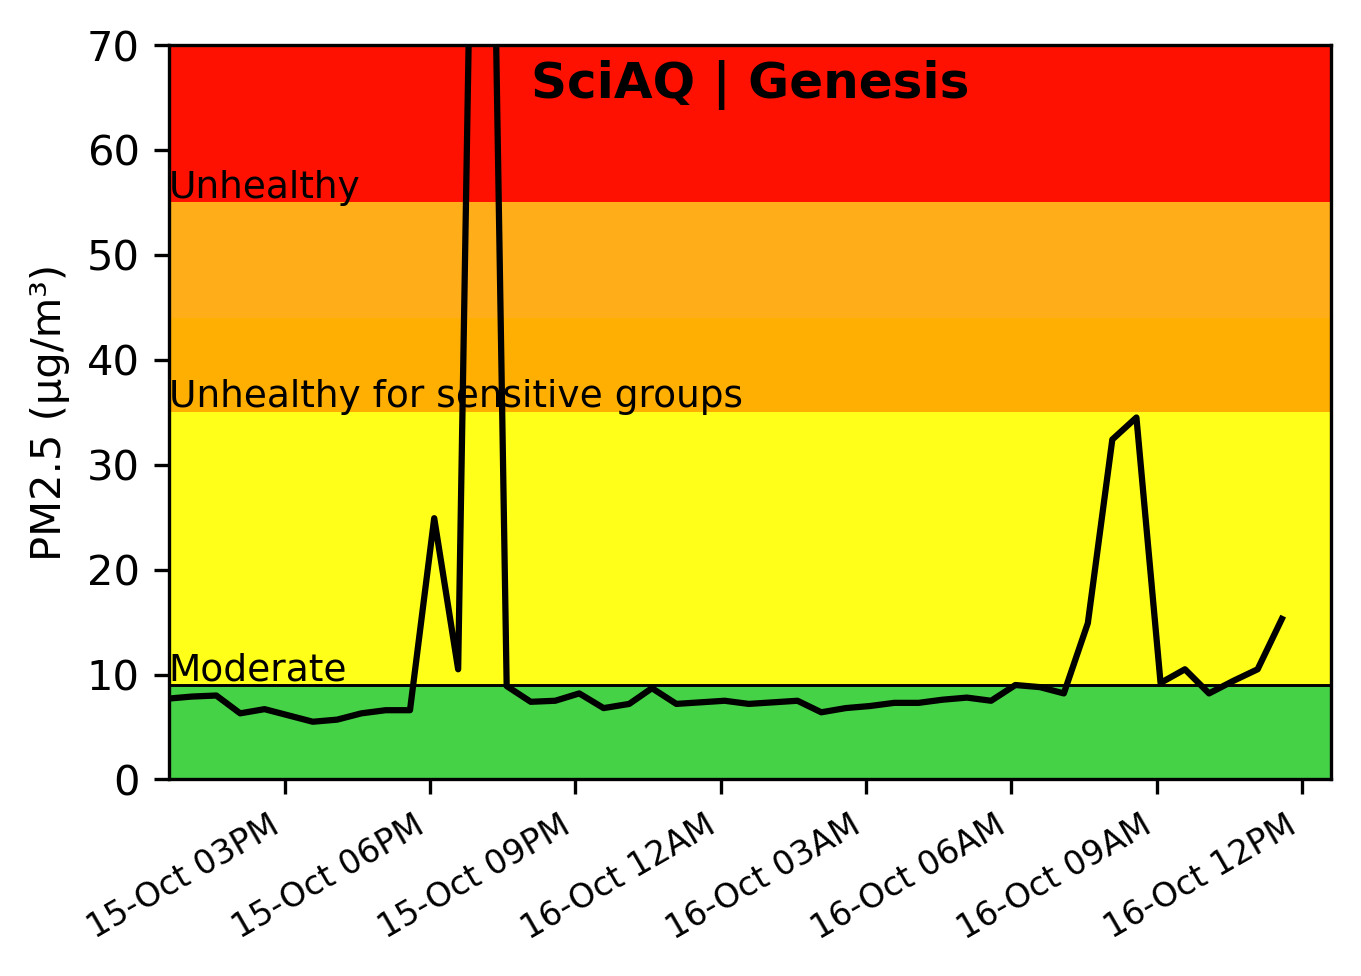 SciAQ | Genesis
PM2.5 (µg/m³)
70
60
50
40
30
20
10
0
Unhealthy
Unhealthy for sensitive groups
Moderate
15-Oct 03PM
15-Oct 06PM
15-Oct 09PM
16-Oct 12AM
16-Oct 03AM
16-Oct 06AM
16-Oct 09AM
16-Oct 12PM